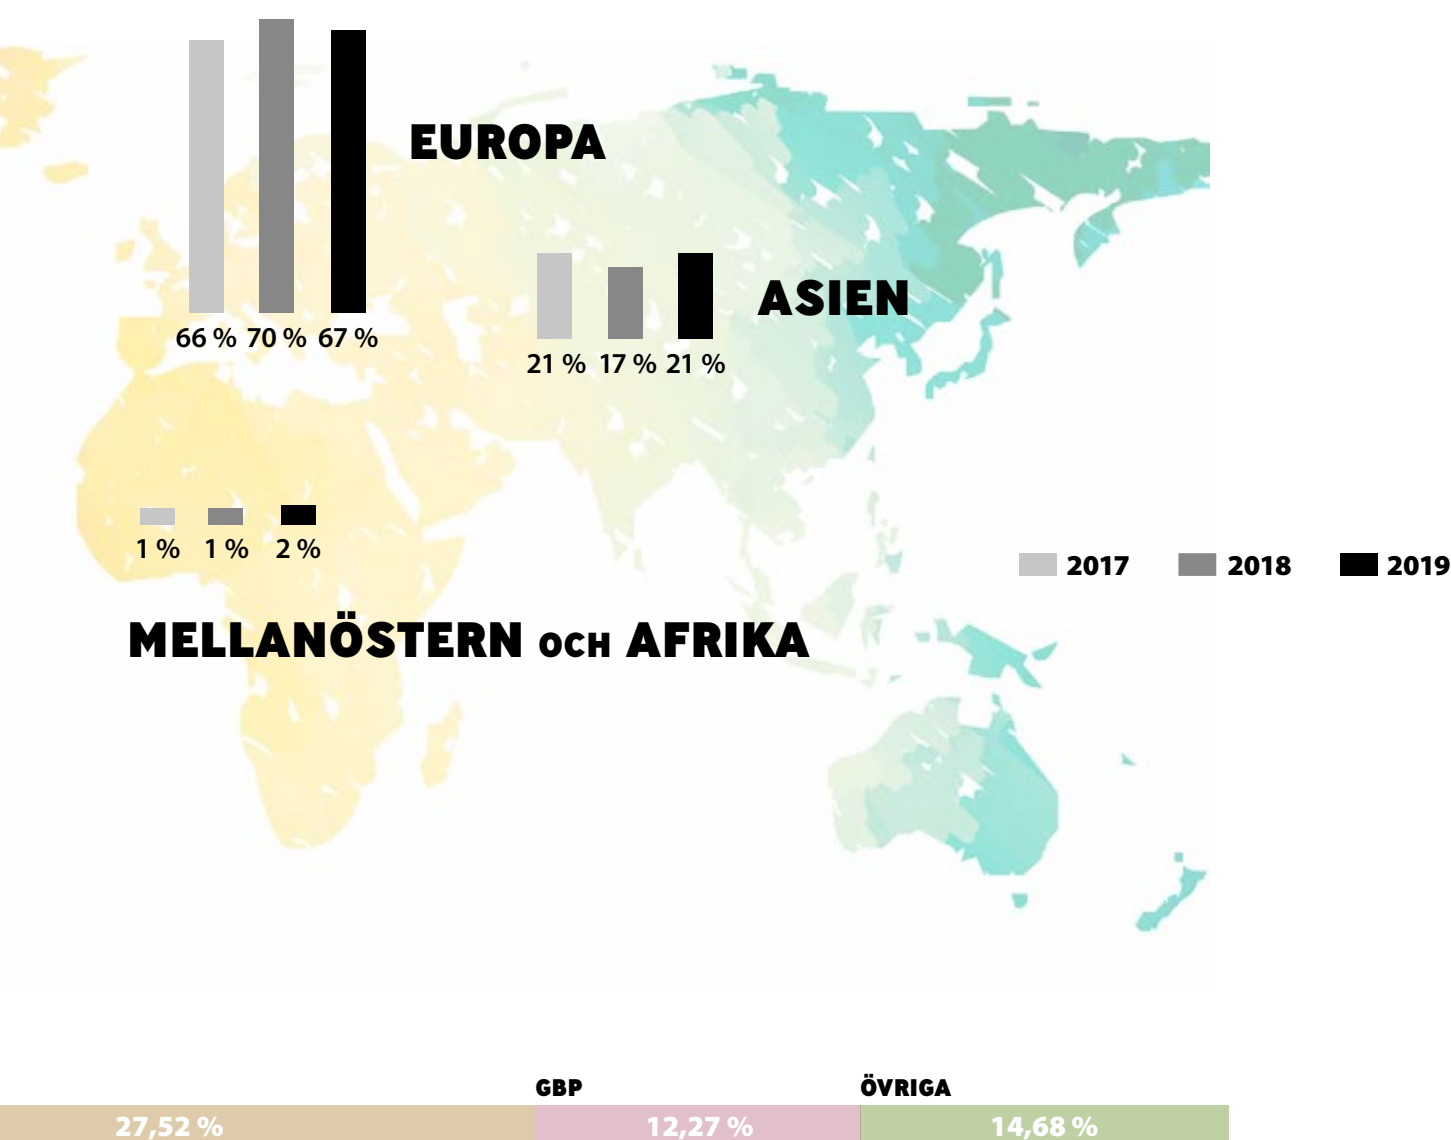 EUROPA
66 % 70 % 67 %
ASIEN
21 % 17 % 21 %
1 % 1 % 2 %
2017 2018 2019
MELLANÖSTERN OCH AFRIKA
GBP ÖVRIGA
27,52 % 12,27 % 14,68 %